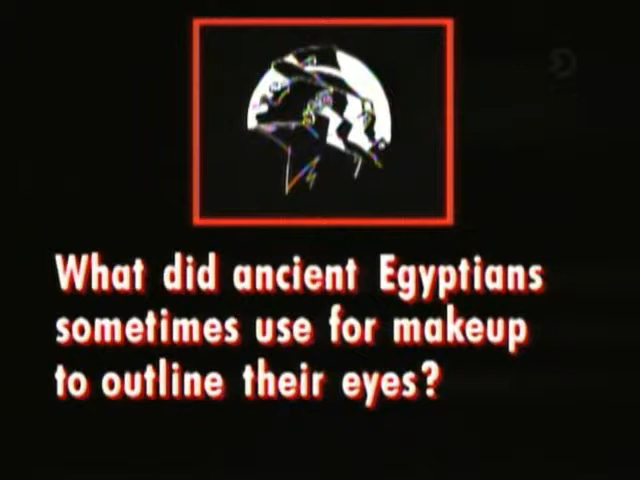 What did ancient Egyptians
sometimes use for makeup
to outline their eyes?